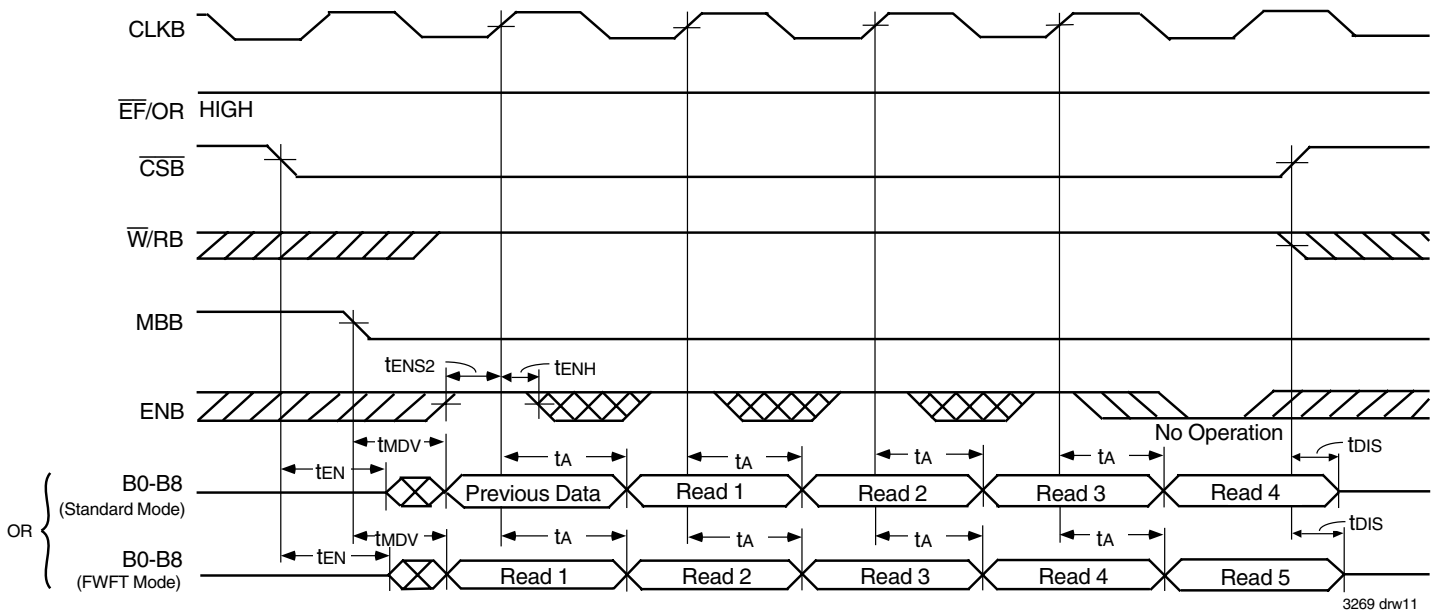 CLKB
EF/OR HIGH
CSB
W/RB
MBB
tENS2 tENH
ENB
No Operation
tMDV
tEN tA tA tA tA tDIS
B0-B8
(Standard Mode)
Previous Data Read 1 Read 2 Read 3 Read 4
OR
tMDV
tEN tA tA tA tA tDIS
B0-B8
(FWFT Mode)
Read 1 Read 2 Read 3 Read 4 Read 5
3269 drw11